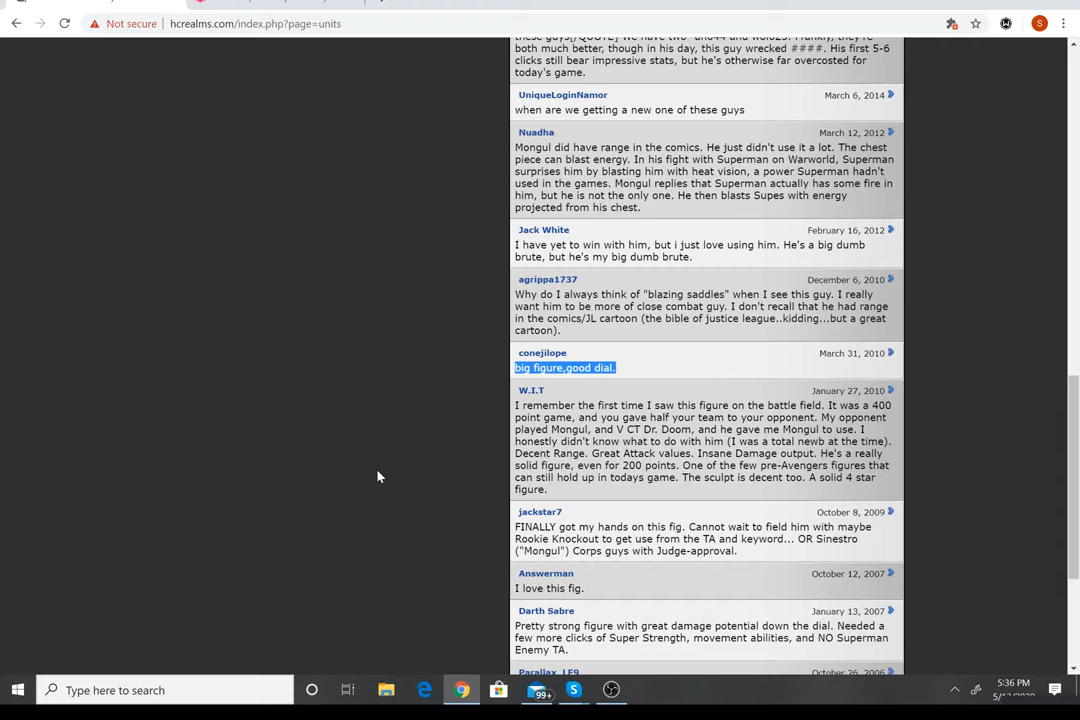 Not secure
hcrealms.com/index.php?page=units
S
both much better, though in his day, this guy wrecked ####. His first 5-6
clicks still bear impressive stats, but he's otherwise far overcosted for
today's game.
UniqueLoginNamor March 6, 2014
when are we getting a new one of these guys
Nuadha March 12, 2012
Mongul did have range in the comics. He just didn't use it a lot. The chest
piece can blast energy. In his fight with Superman on Warworld, Superman
surprises him by blasting him with heat vision, a power Superman hadn't
used in the games. Mongul replies that Superman actually has some fire in
him, but he is not the only one. He then blasts Supes with energy
projected from his chest.
Jack White February 16, 2012
I have yet to win with him, but i just love using him. He's a big dumb
brute, but he's my big dumb brute.
agrippa1737 December 6, 2010
Why do I always think of "blazing saddles" when I see this guy. I really
want him to be more of close combat guy. I don't recall that he had range
in the comics/JL cartoon (the bible of justice league..kidding...but a great
cartoon).
conejilope March 31, 2010
big figure,good dial.
W.I.T January 27, 2010
I remember the first time I saw this figure on the battle field. It was a 400
point game, and you gave half your team to your opponent. My opponent
played Mongul, and V CT Dr. Doom, and he gave me Mongul to use. I
honestly didn't know what to do with him (I was a total newb at the time).
Decent Range. Great Attack values. Insane Damage output. He's a really
solid figure, even for 200 points. One of the few pre-Avengers figures that
can still hold up in todays game. The sculpt is decent too. A solid 4 star
figure.
jackstar7 October 8, 2009
FINALLY got my hands on this fig. Cannot wait to field him with maybe
Rookie Knockout to get use from the TA and keyword... OR Sinestro
("Mongul") Corps guys with Judge-approval.
Answerman October 12, 2007
I love this fig.
Darth Sabre January 13, 2007
Pretty strong figure with great damage potential down the dial. Needed a
few more clicks of Super Strength, movement abilities, and NO Superman
Enemy TA.
Parallax_LE9 October 26, 2006
Type here to search
99+
5:36 PM